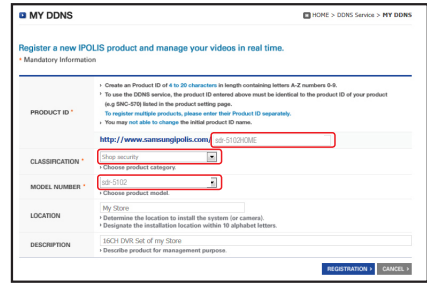 MY DDNS
HOME > DDNS Service > MY DDNS
Register a new IPOLIS product and manage your videos in real time.
* Mandatory Information
PRODUCT ID *
› Create an Product ID of 4 to 20 characters in length containing letters A-Z numbers 0-9.
› To use the DDNS service, the product ID entered above must be identical to the product ID of your product
(e.g SNC-570) listed in the product setting page.
To register multiple products, please enter their Product ID separately.
› You may not able to change the initial product ID name.
http://www.samsungipolis.com/ sdr-5102HOME
CLASSIFICATION *
Shop security
› Choose product category.
MODEL NUMBER *
sdr-5102
› Choose product model.
LOCATION
My Store
› Determine the location to install the system (or camera).
› Designate the installation location within 10 alphabet letters.
DESCRIPTION
16CH DVR Set of my Store
› Describe product for management purpose.
REGISTRATION ›
CANCEL ›